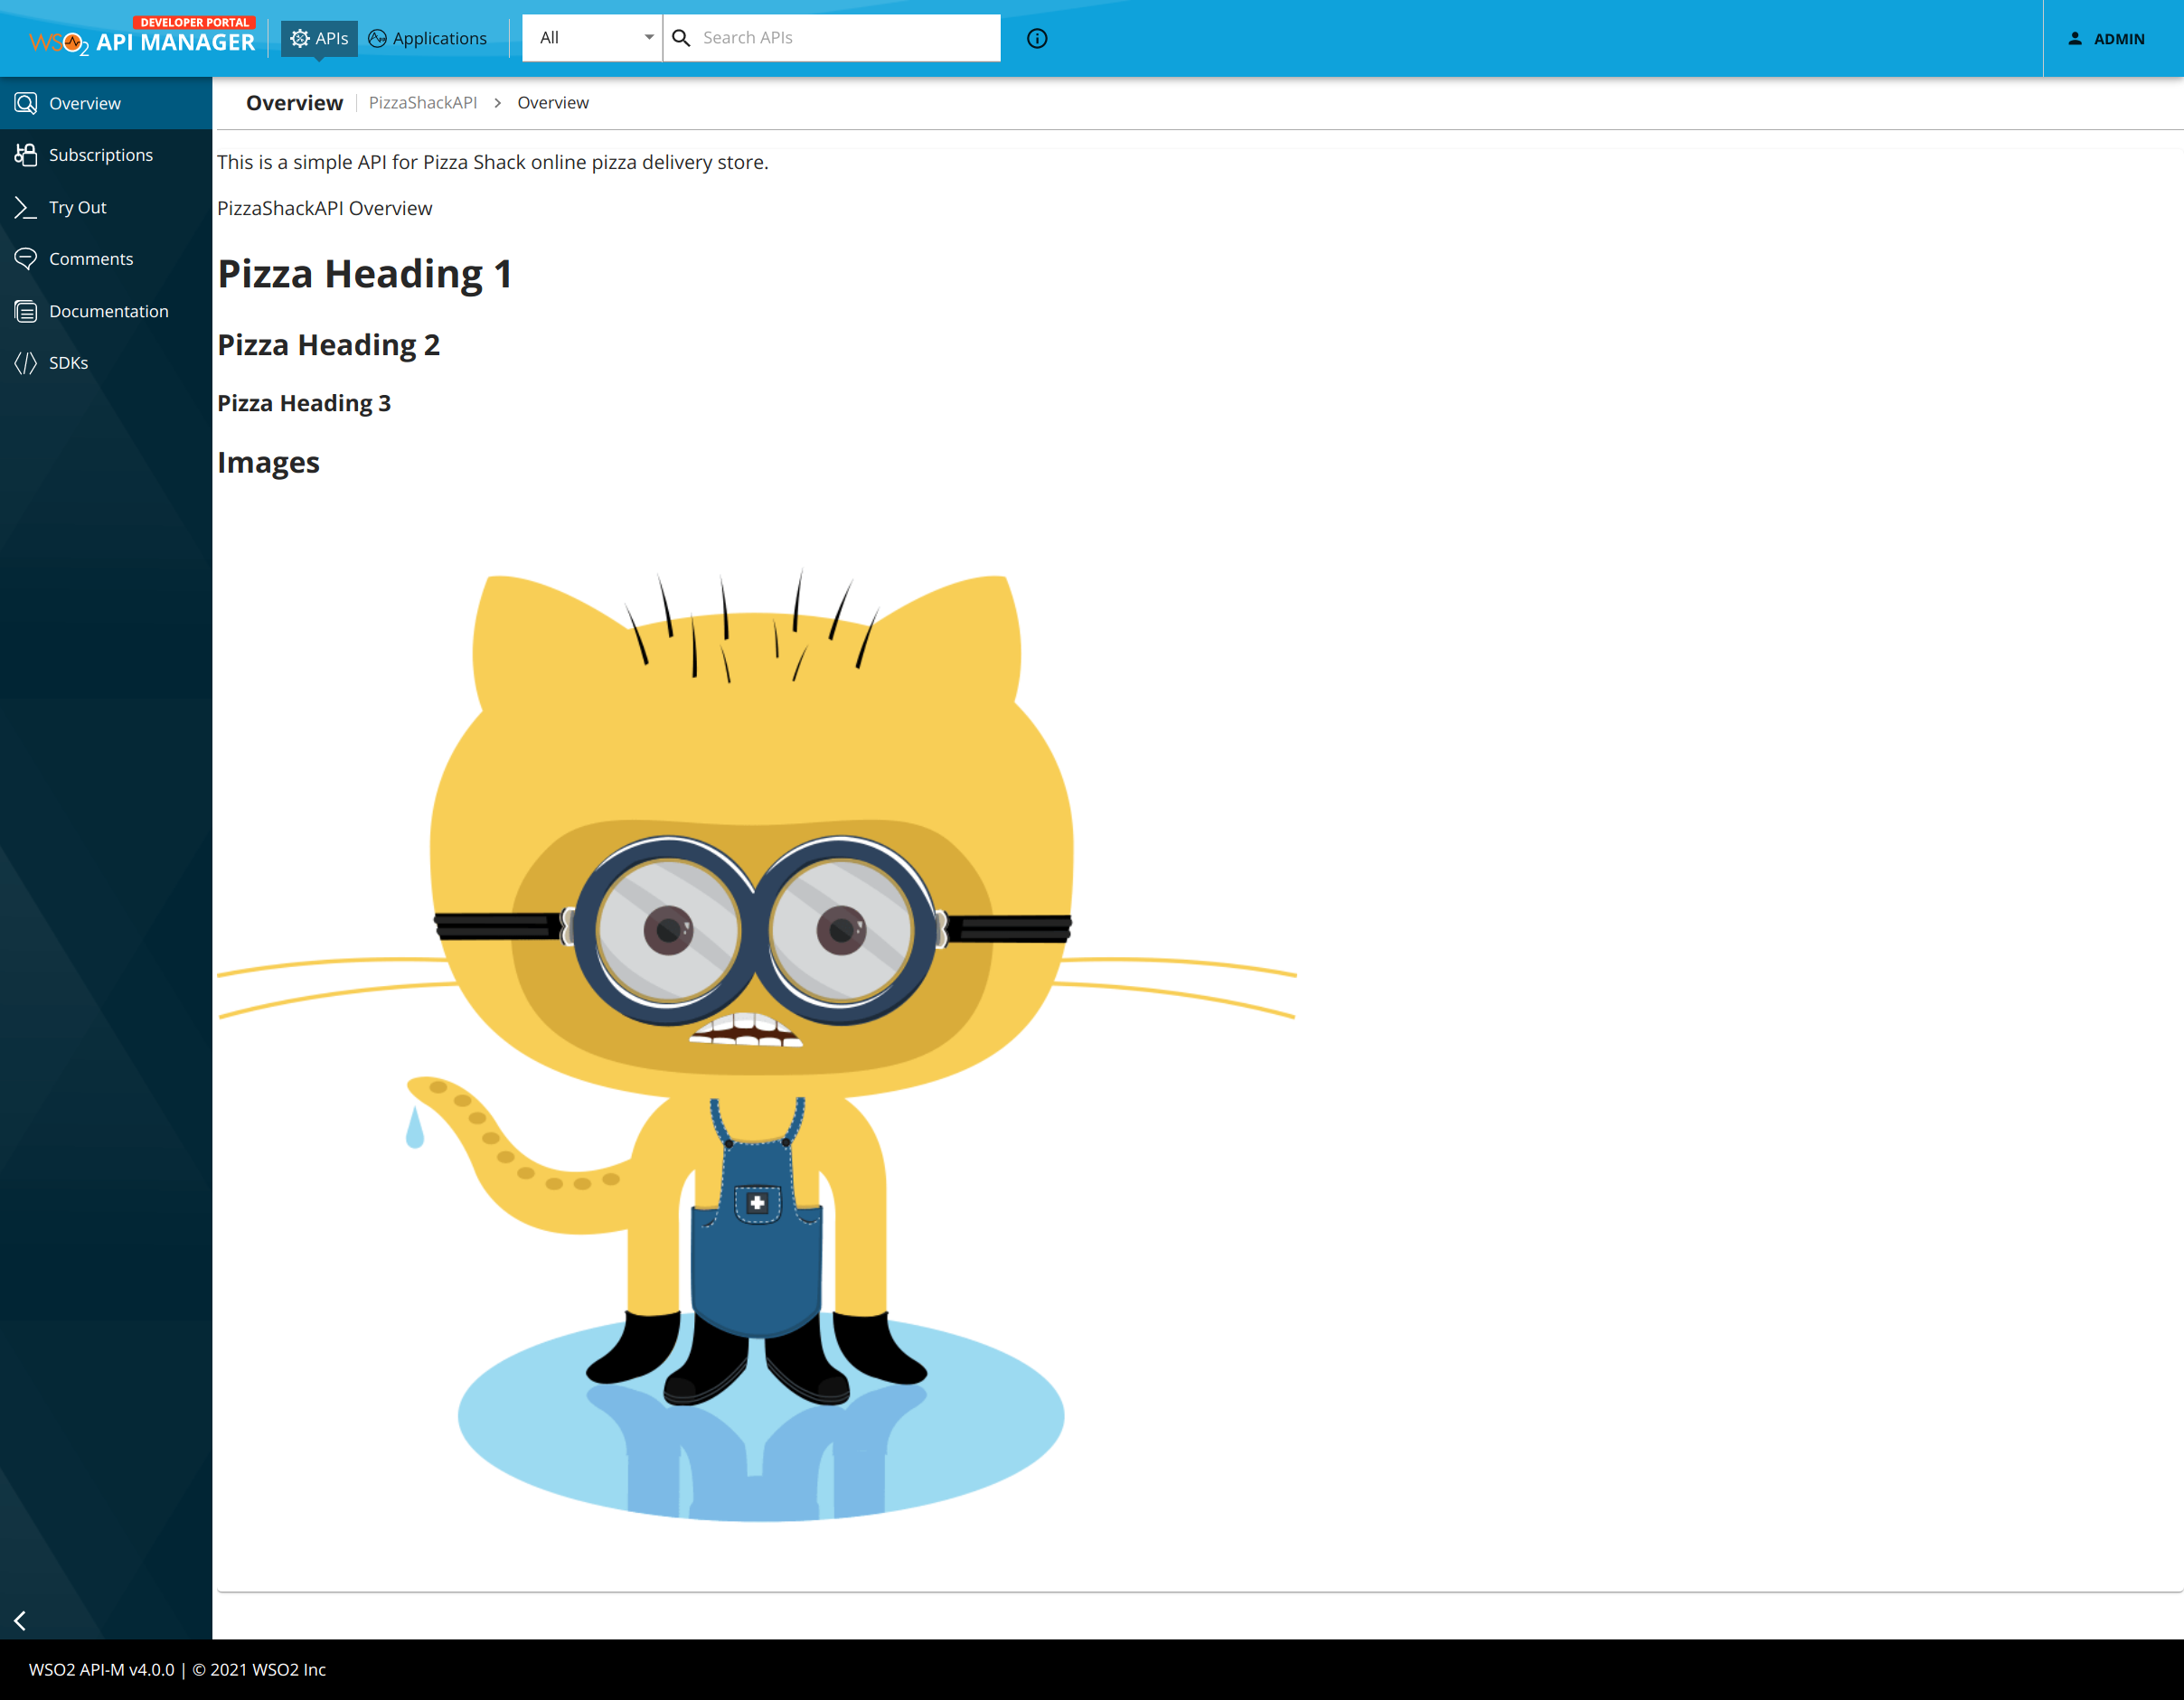 DEVELOPER PORTAL
WSO2 API MANAGER
APIs
Applications
All
Search APIs
ADMIN
Overview
Subscriptions
Try Out
Comments
Documentation
SDKs
Overview
PizzaShackAPI > Overview
This is a simple API for Pizza Shack online pizza delivery store.
PizzaShackAPI Overview
Pizza Heading 1
Pizza Heading 2
Pizza Heading 3
Images
WSO2 API-M v4.0.0 | © 2021 WSO2 Inc